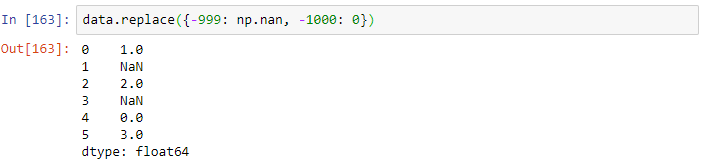 In [163]: data.replace({-999: np.nan, -1000: 0})
Out[163]: 0    1.0
1    NaN
2    2.0
3    NaN
4    0.0
5    3.0
dtype: float64